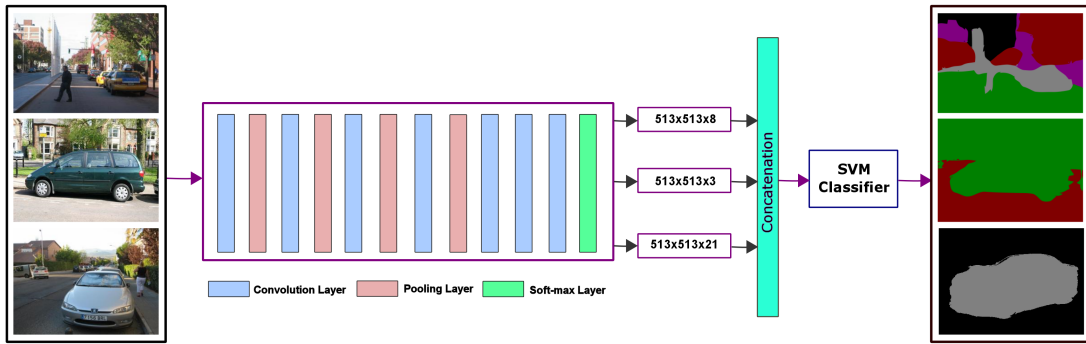 513x513x8
513x513x3
513x513x21
Concatenation
SVM
Classifier
Convolution Layer
Pooling Layer
Soft-max Layer